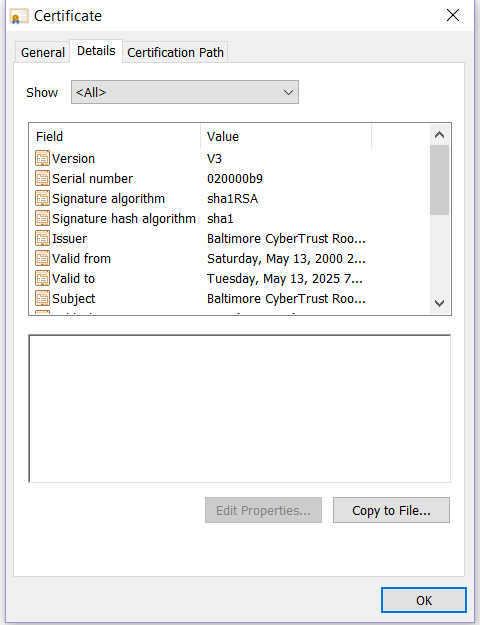 Certificate
General Details Certification Path
Show <All>
Field Value
Version V3
Serial number 020000b9
Signature algorithm sha1RSA
Signature hash algorithm sha1
Issuer Baltimore CyberTrust Roo...
Valid from Saturday, May 13, 2000 2...
Valid to Tuesday, May 13, 2025 7...
Subject Baltimore CyberTrust Roo...
Edit Properties... Copy to File...
OK